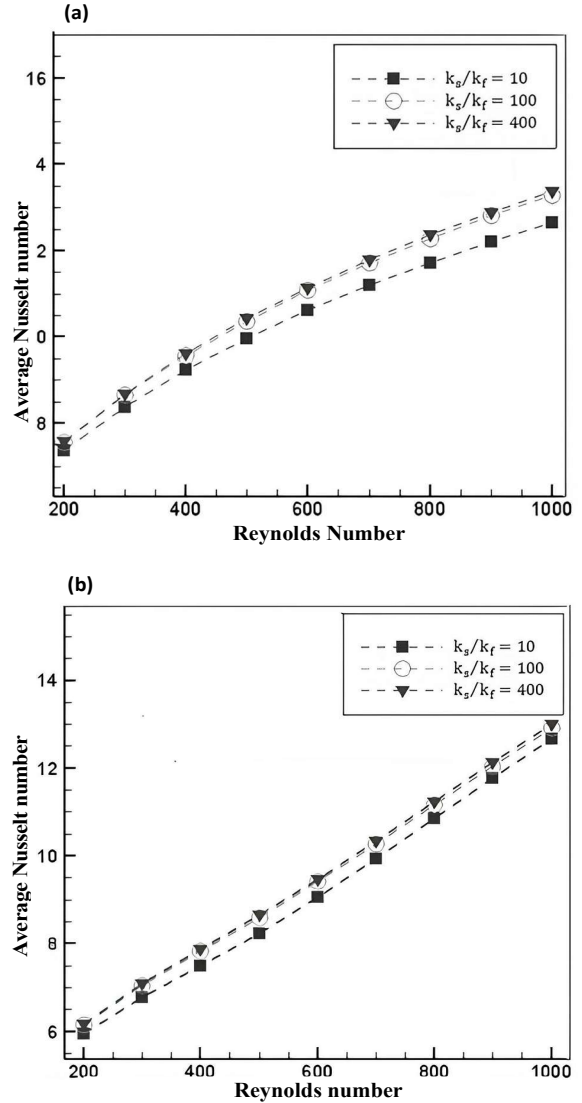 (a)
16
4
2
0
8
k_s/k_f = 10
k_s/k_f = 100
k_s/k_f = 400
Average Nusselt number
200 400 600 800 1000
Reynolds Number
(b)
14
12
10
8
6
k_s/k_f = 10
k_s/k_f = 100
k_s/k_f = 400
Average Nusselt number
200 400 600 800 1000
Reynolds number